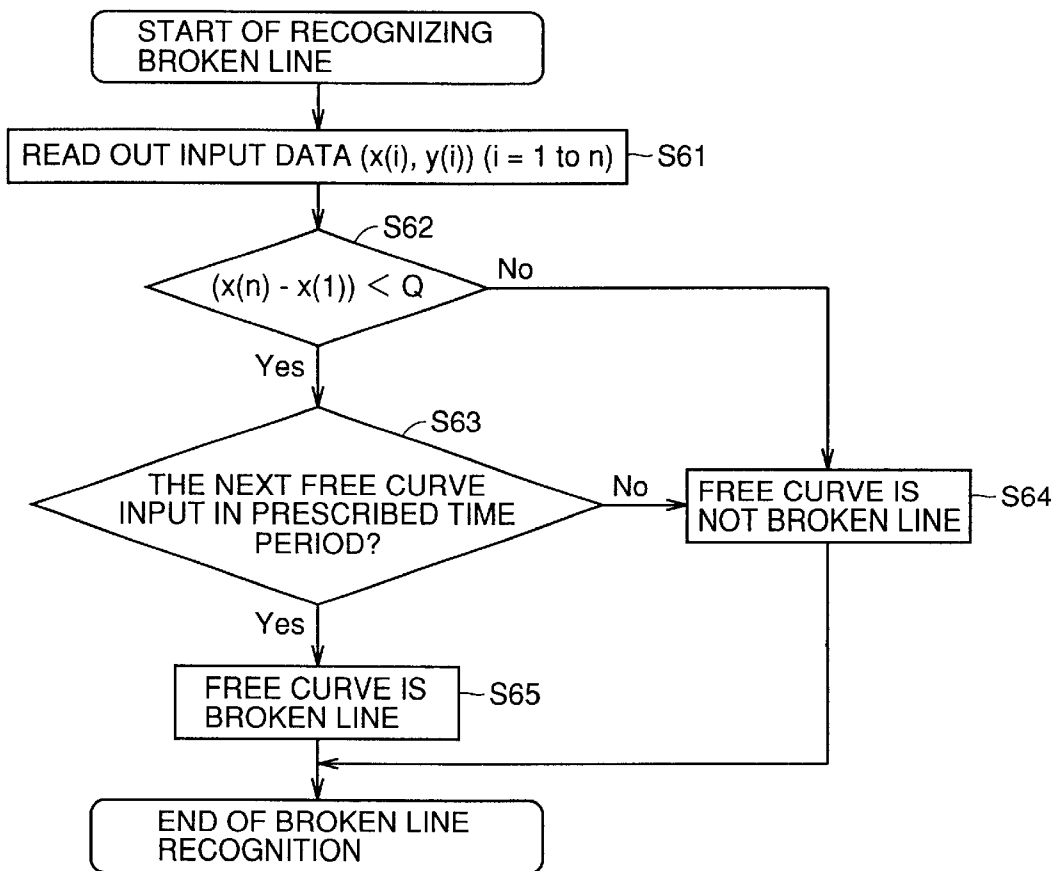 START OF RECOGNIZING
BROKEN LINE
READ OUT INPUT DATA (x(i), y(i)) (i = 1 to n)
S61
S62
(x(n) - x(1)) < Q
No
Yes
S63
THE NEXT FREE CURVE
INPUT IN PRESCRIBED TIME
PERIOD?
No
FREE CURVE IS
NOT BROKEN LINE
S64
Yes
FREE CURVE IS
BROKEN LINE
S65
END OF BROKEN LINE
RECOGNITION